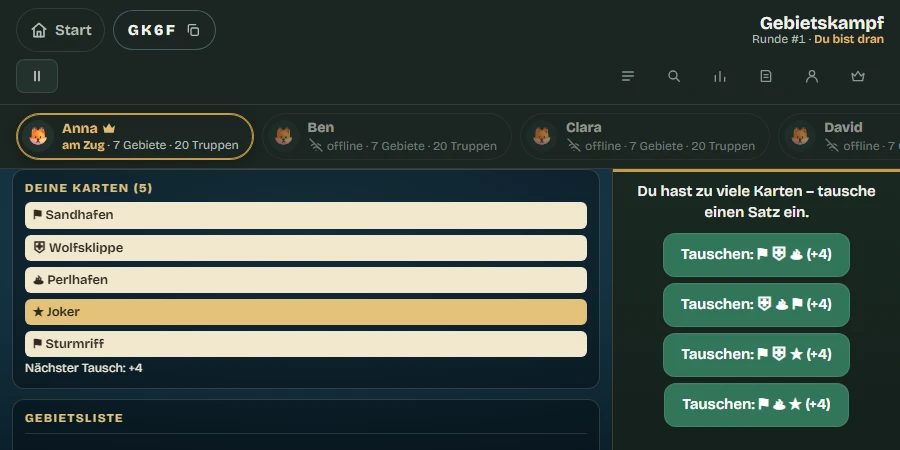 Start
GK6F
Gebietskampf
Runde #1 · Du bist dran
Anna
am Zug · 7 Gebiete · 20 Truppen
Ben
offline · 7 Gebiete · 20 Truppen
Clara
offline · 7 Gebiete · 20 Truppen
David
offline · 7 Ge
DEINE KARTEN (5)
Sandhafen
Wolfsklippe
Perlhafen
Joker
Sturmriff
Nächster Tausch: +4
GEBIETSLISTE
Du hast zu viele Karten – tausche
einen Satz ein.
Tauschen: (+4)
Tauschen: (+4)
Tauschen: (+4)
Tauschen: (+4)